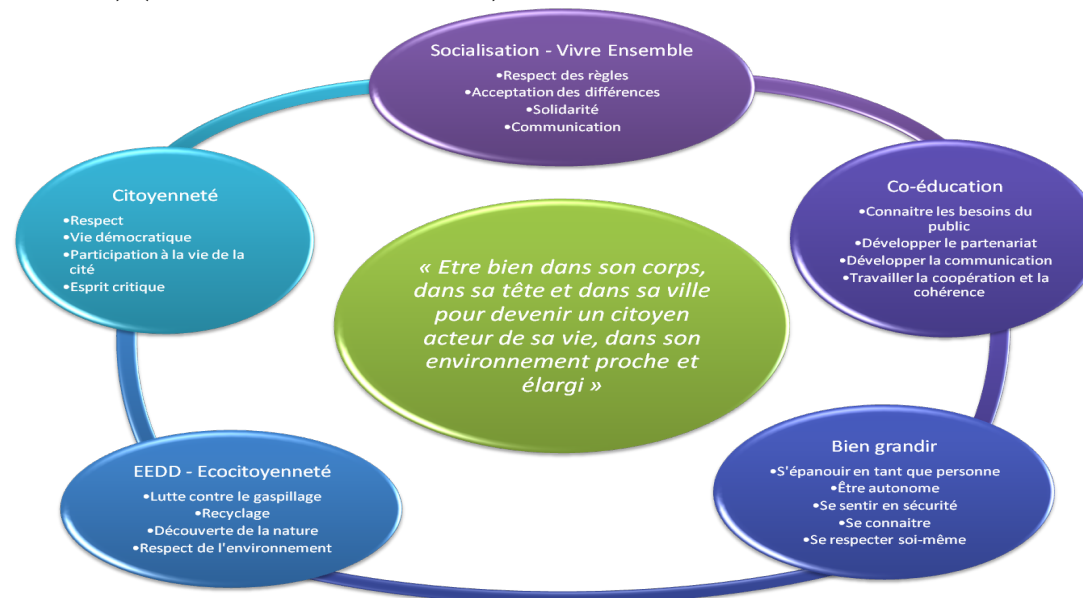 Socialisation - Vivre Ensemble
•Respect des règles
•Acceptation des différences
•Solidarité
•Communication
Co-éducation
•Connaitre les besoins du
public
•Développer le partenariat
•Développer la communication
•Travailler la coopération et la
cohérence
Bien grandir
•S'épanouir en tant que personne
•Être autonome
•Se sentir en sécurité
•Se connaitre
•Se respecter soi-même
EEDD - Ecocitoyenneté
•Lutte contre le gaspillage
•Recyclage
•Découverte de la nature
•Respect de l'environnement
Citoyenneté
•Respect
•Vie démocratique
•Participation à la vie de la
cité
•Esprit critique
« Etre bien dans son corps,
dans sa tête et dans sa ville
pour devenir un citoyen
acteur de sa vie, dans son
environnement proche et
élargi »